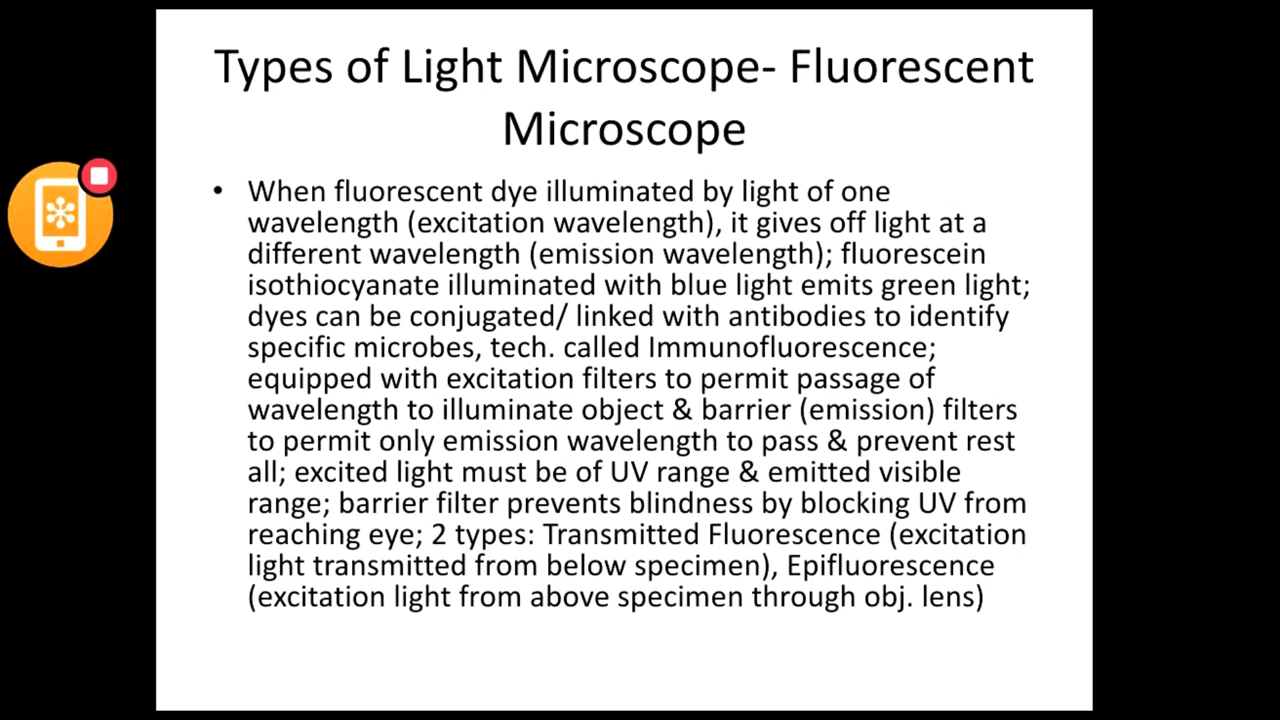 Types of Light Microscope- Fluorescent
Microscope
• When fluorescent dye illuminated by light of one
wavelength (excitation wavelength), it gives off light at a
different wavelength (emission wavelength); fluorescein
isothiocyanate illuminated with blue light emits green light;
dyes can be conjugated/ linked with antibodies to identify
specific microbes, tech. called Immunofluorescence;
equipped with excitation filters to permit passage of
wavelength to illuminate object & barrier (emission) filters
to permit only emission wavelength to pass & prevent rest
all; excited light must be of UV range & emitted visible
range; barrier filter prevents blindness by blocking UV from
reaching eye; 2 types: Transmitted Fluorescence (excitation
light transmitted from below specimen), Epifluorescence
(excitation light from above specimen through obj. lens)